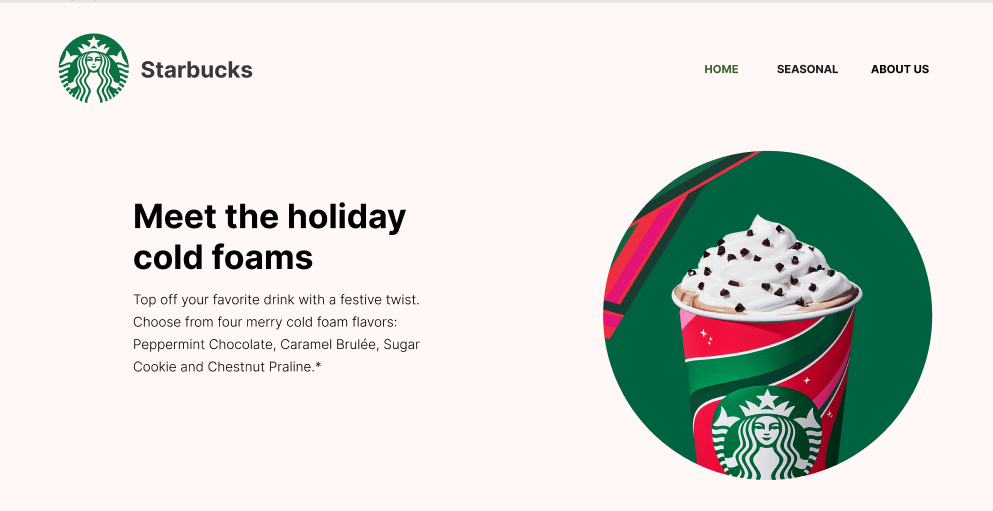 Starbucks
HOME
SEASONAL
ABOUT US
Meet the holiday
cold foams
Top off your favorite drink with a festive twist.
Choose from four merry cold foam flavors:
Peppermint Chocolate, Caramel Brulée, Sugar
Cookie and Chestnut Praline.*